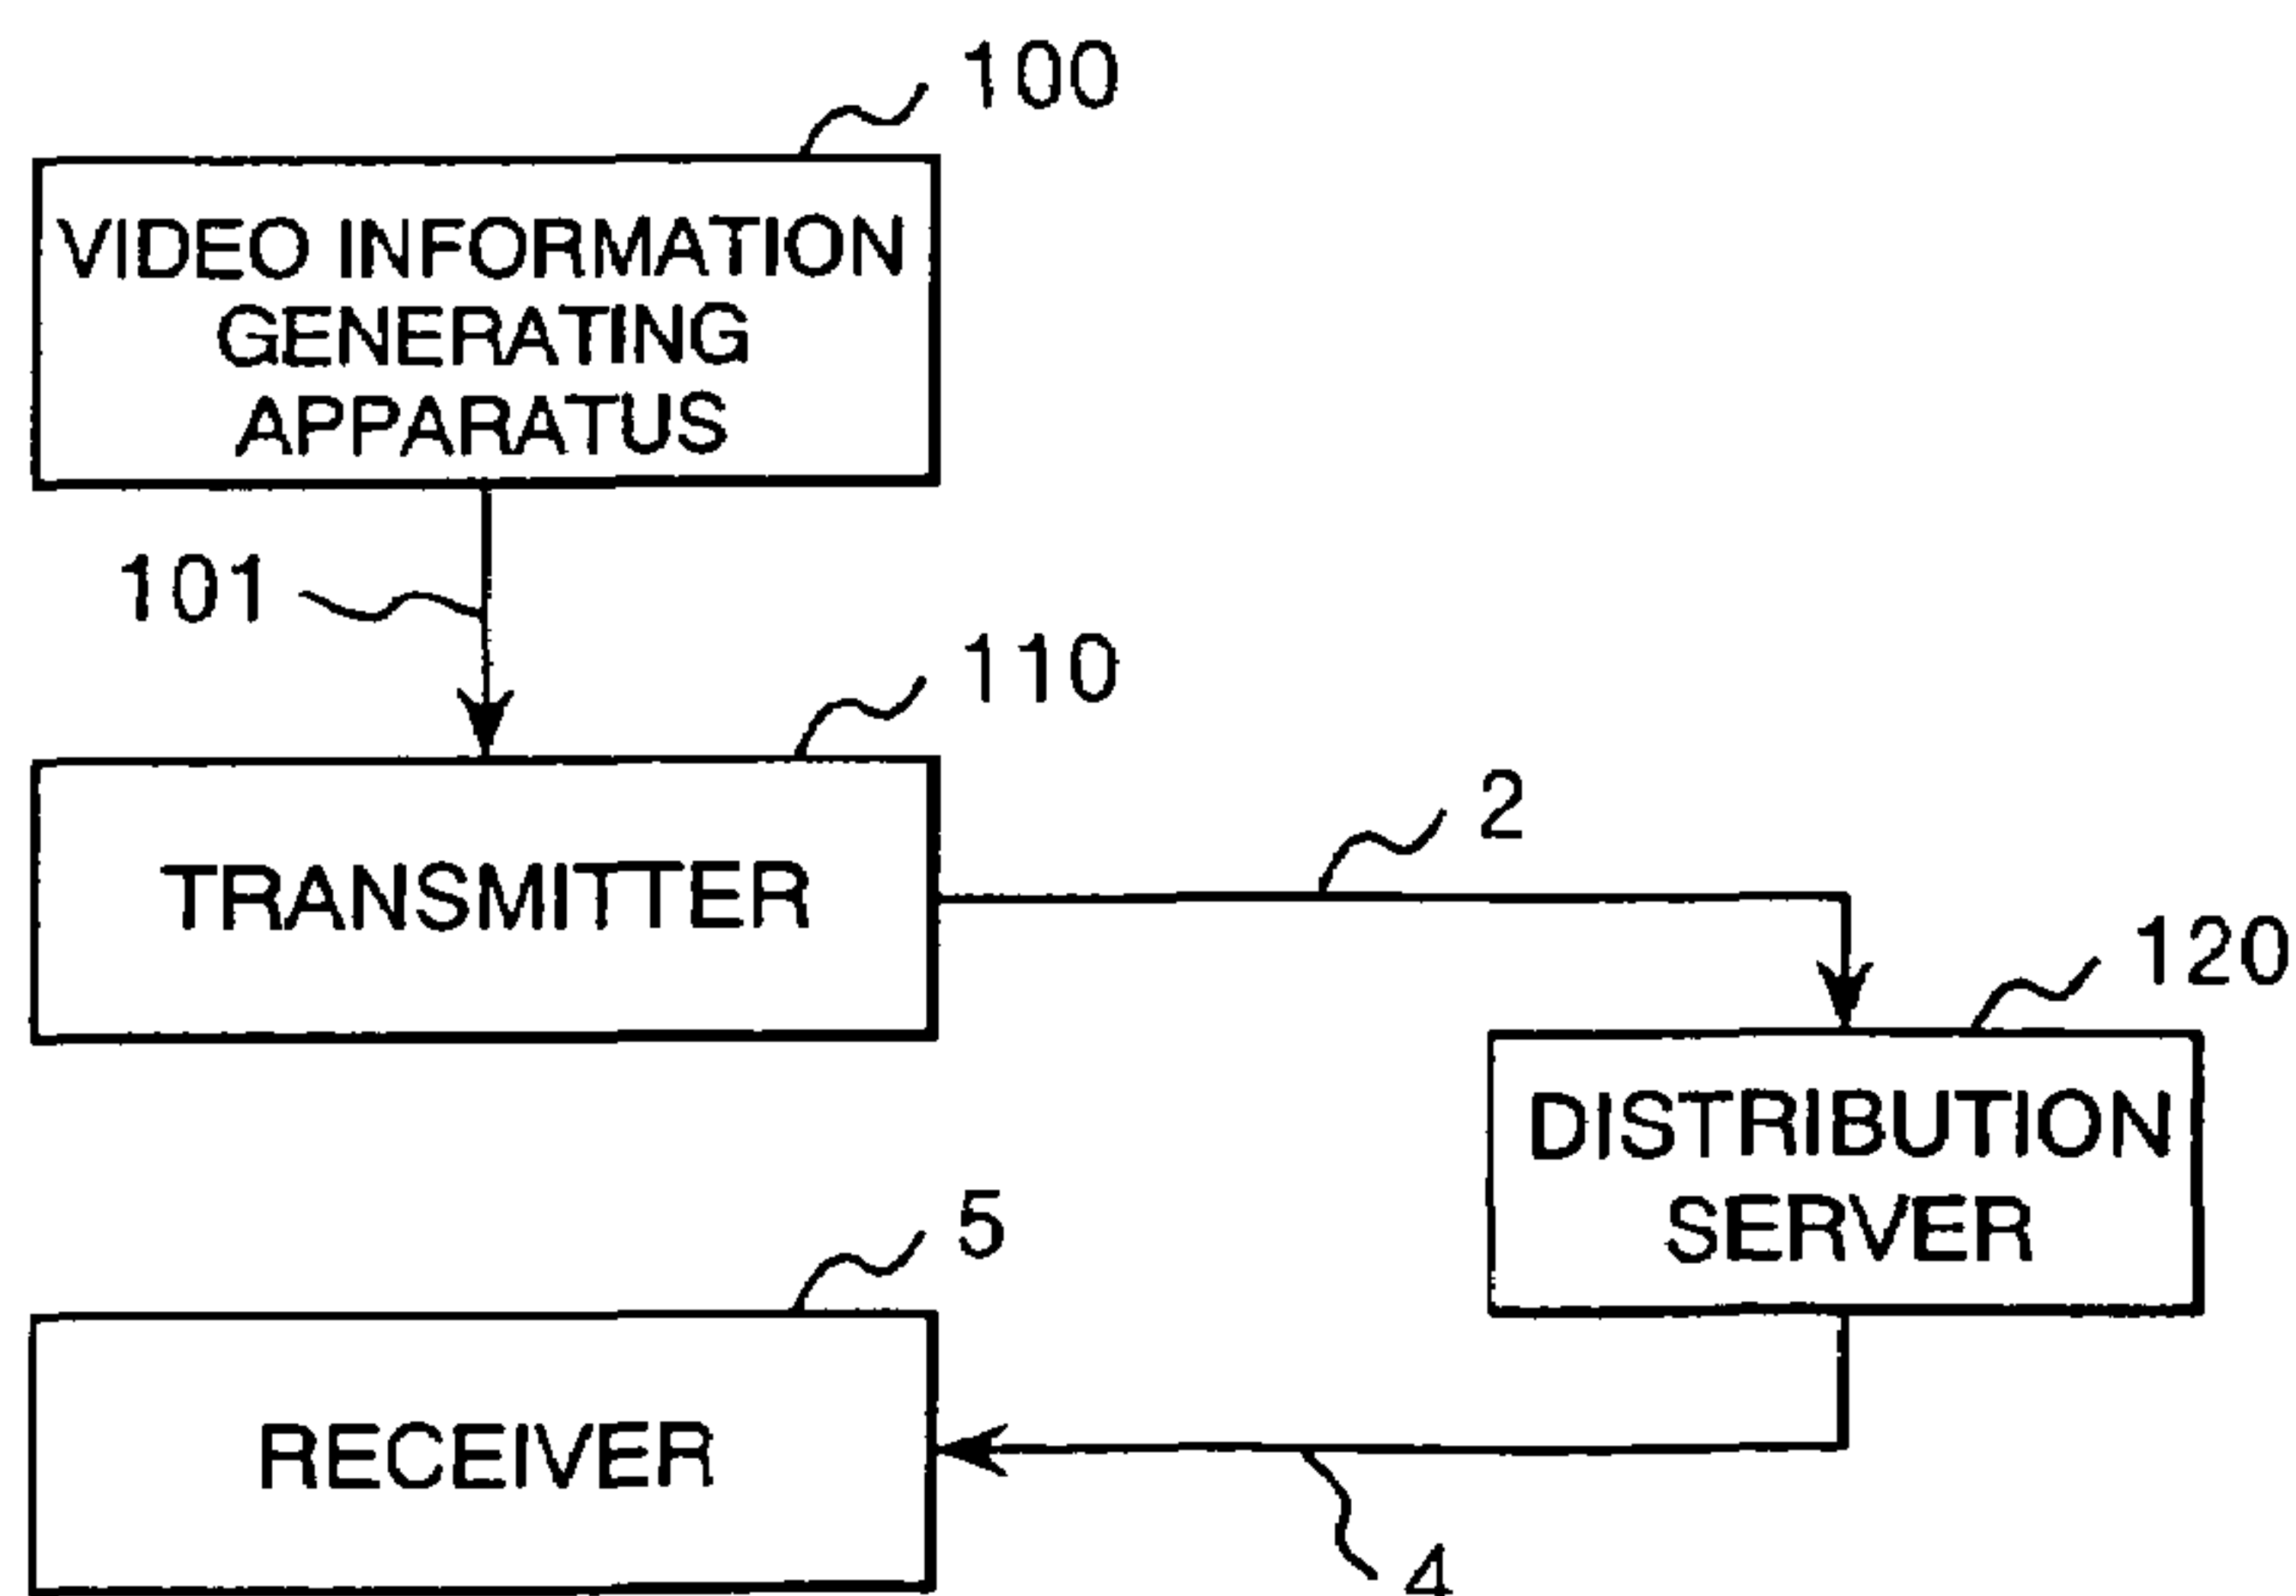 100
VIDEO INFORMATION
GENERATING
APPARATUS
101
110
TRANSMITTER
2
120
DISTRIBUTION
SERVER
5
RECEIVER
4